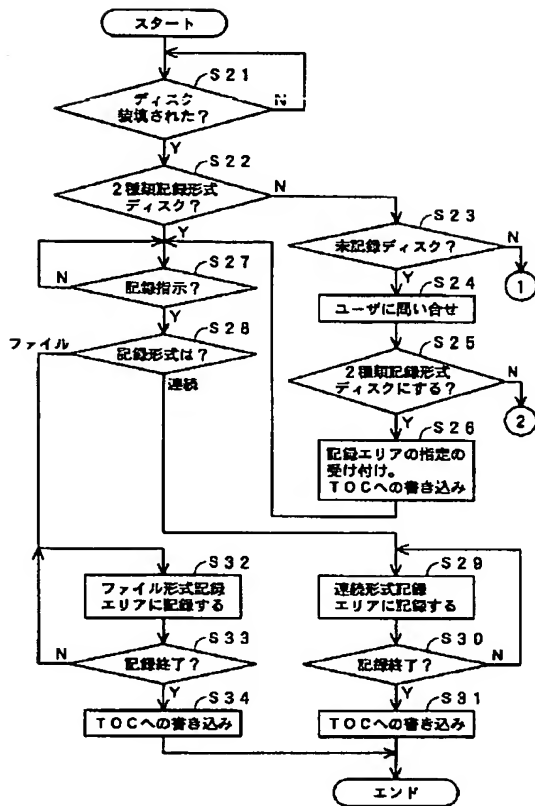 スタート
S21
ディスク
装填された?
N
Y
S22
2種類記録形式
ディスク?
N
Y
S23
未記録ディスク?
N
1
Y
S27
記録指示?
N
Y
S24
ユーザに問い合せ
S28
記録形式は?
ファイル
連続
S25
2種類記録形式
ディスクにする?
N
2
Y
S26
記録エリアの指定の
受け付け。
TOCへの書き込み
S32
ファイル形式記録
エリアに記録する
S29
連続形式記録
エリアに記録する
S33
記録終了?
N
Y
S30
記録終了?
N
Y
S34
TOCへの書き込み
S31
TOCへの書き込み
エンド